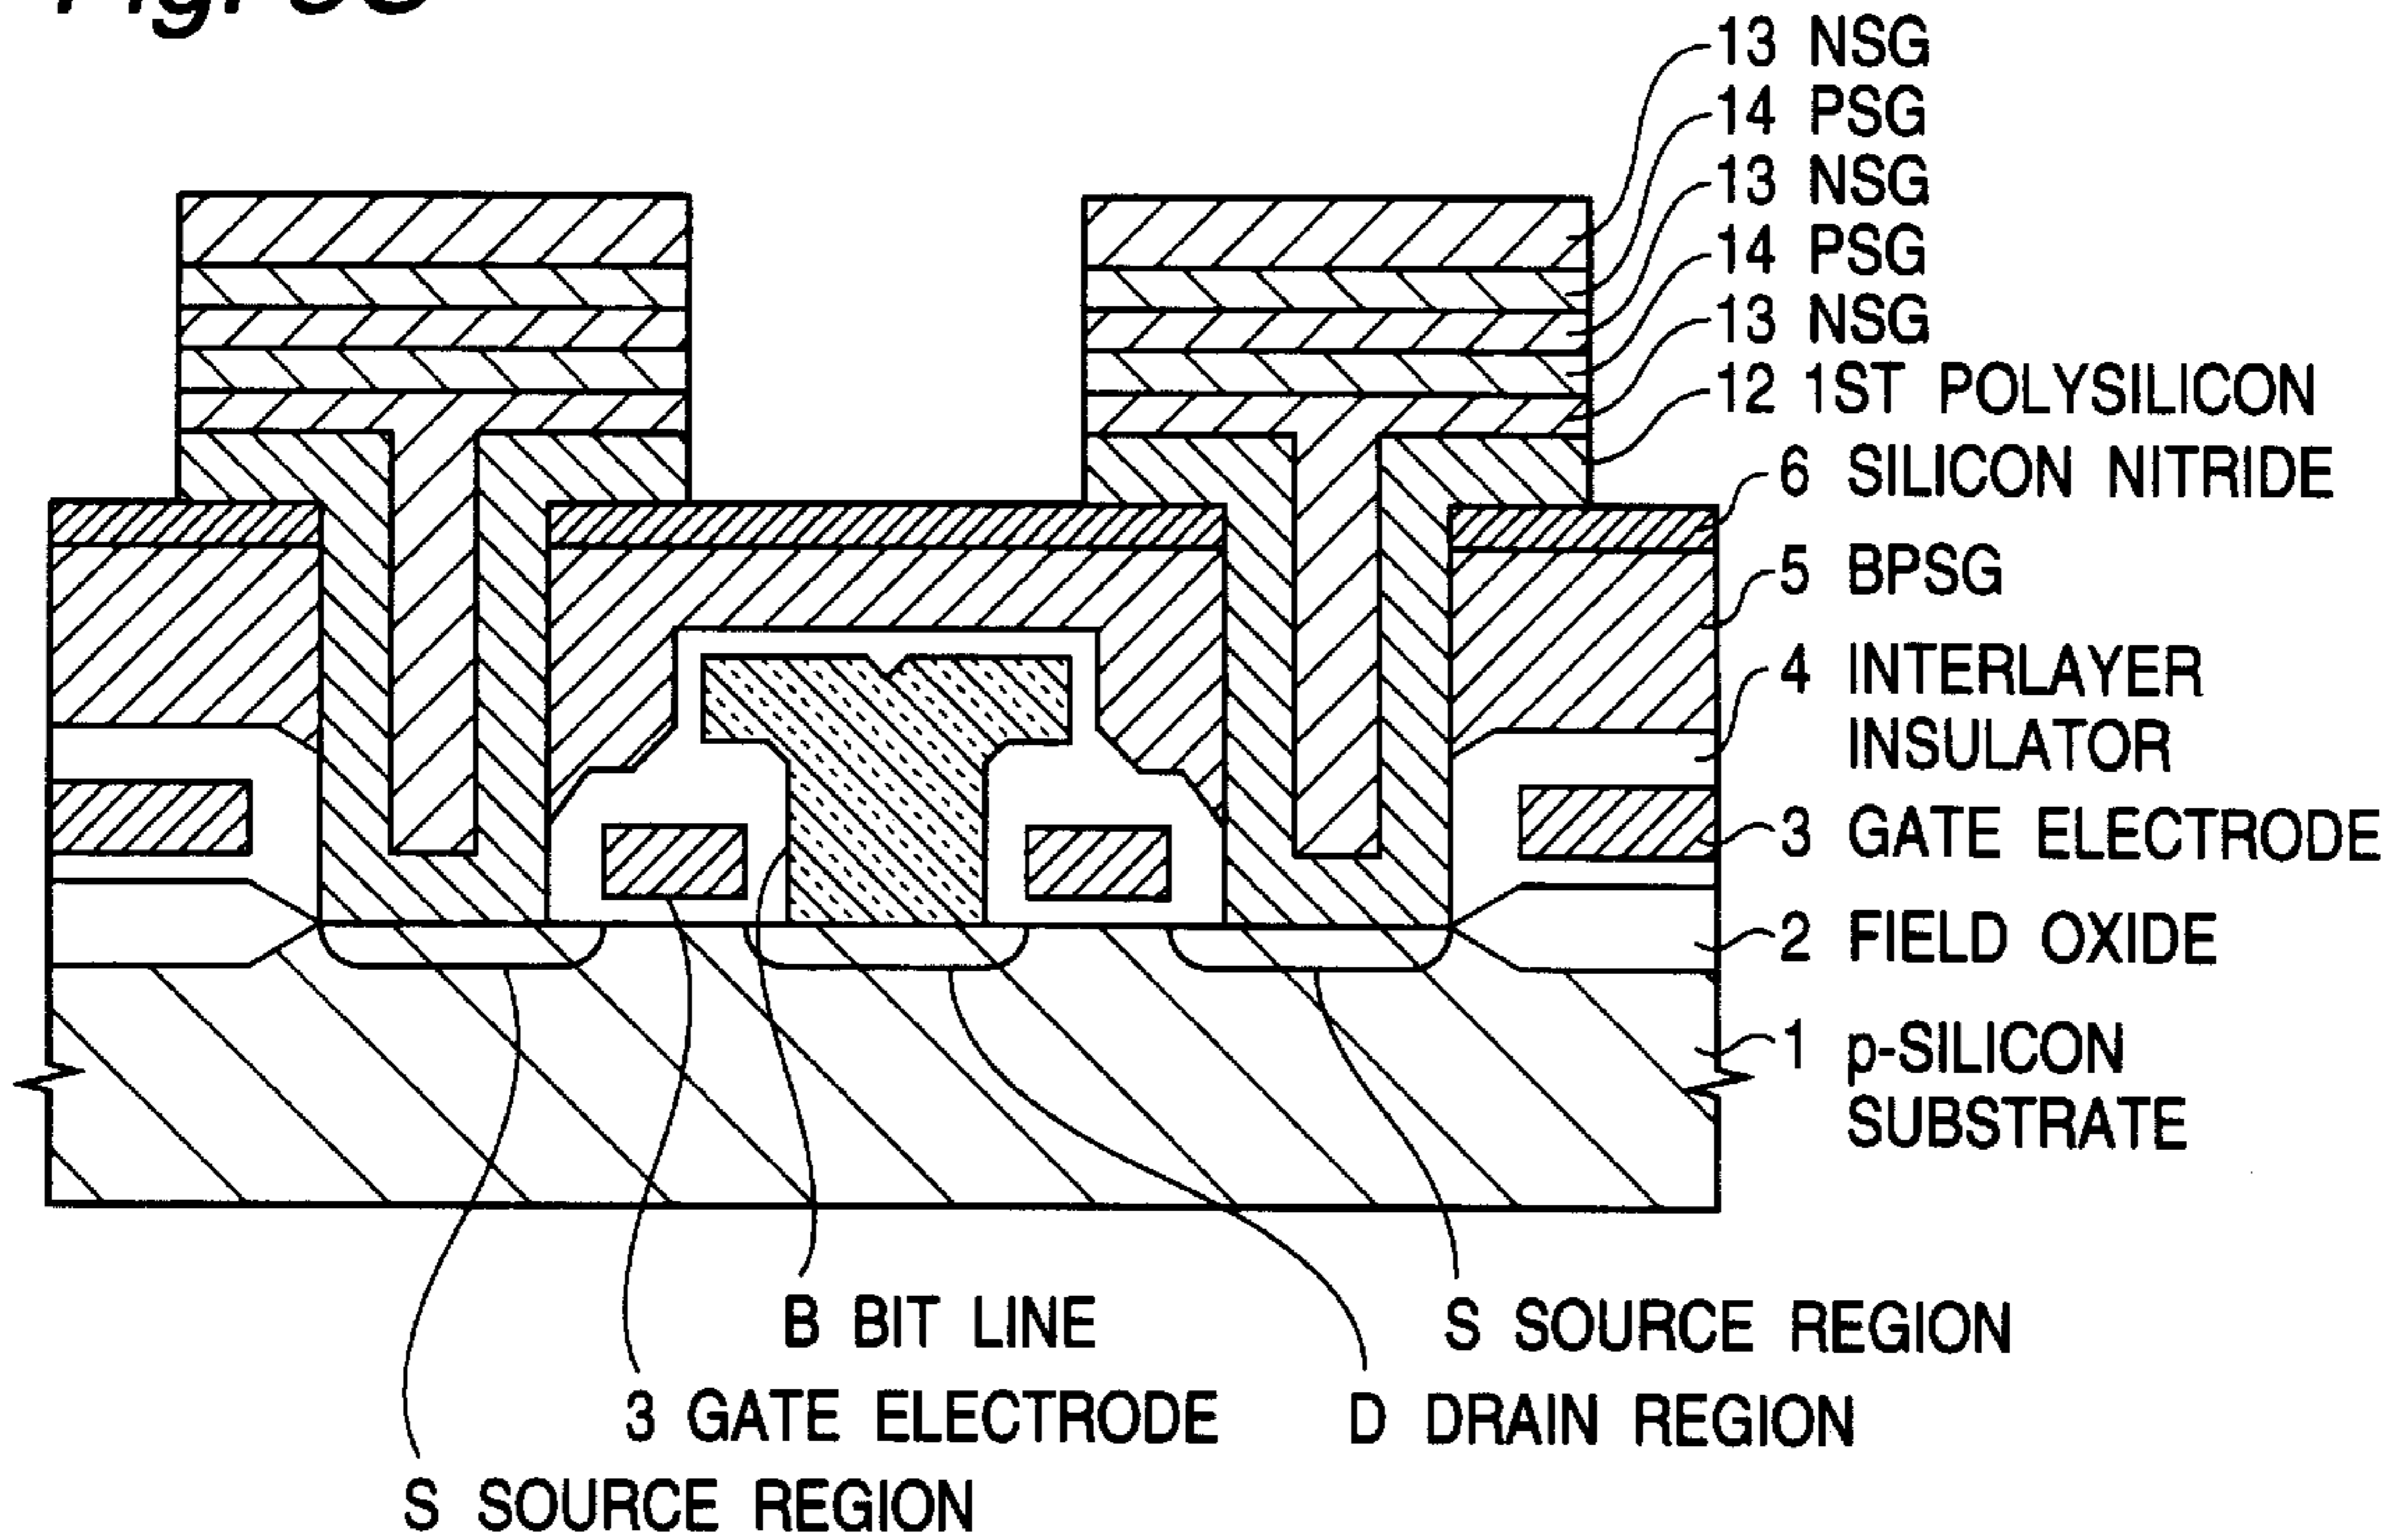 13 NSG
14 PSG
13 NSG
14 PSG
13 NSG
12 1ST POLYSILICON
6 SILICON NITRIDE
5 BPSG
4 INTERLAYER
INSULATOR
3 GATE ELECTRODE
2 FIELD OXIDE
1 p-SILICON
SUBSTRATE
B BIT LINE
S SOURCE REGION
3 GATE ELECTRODE
D DRAIN REGION
S SOURCE REGION